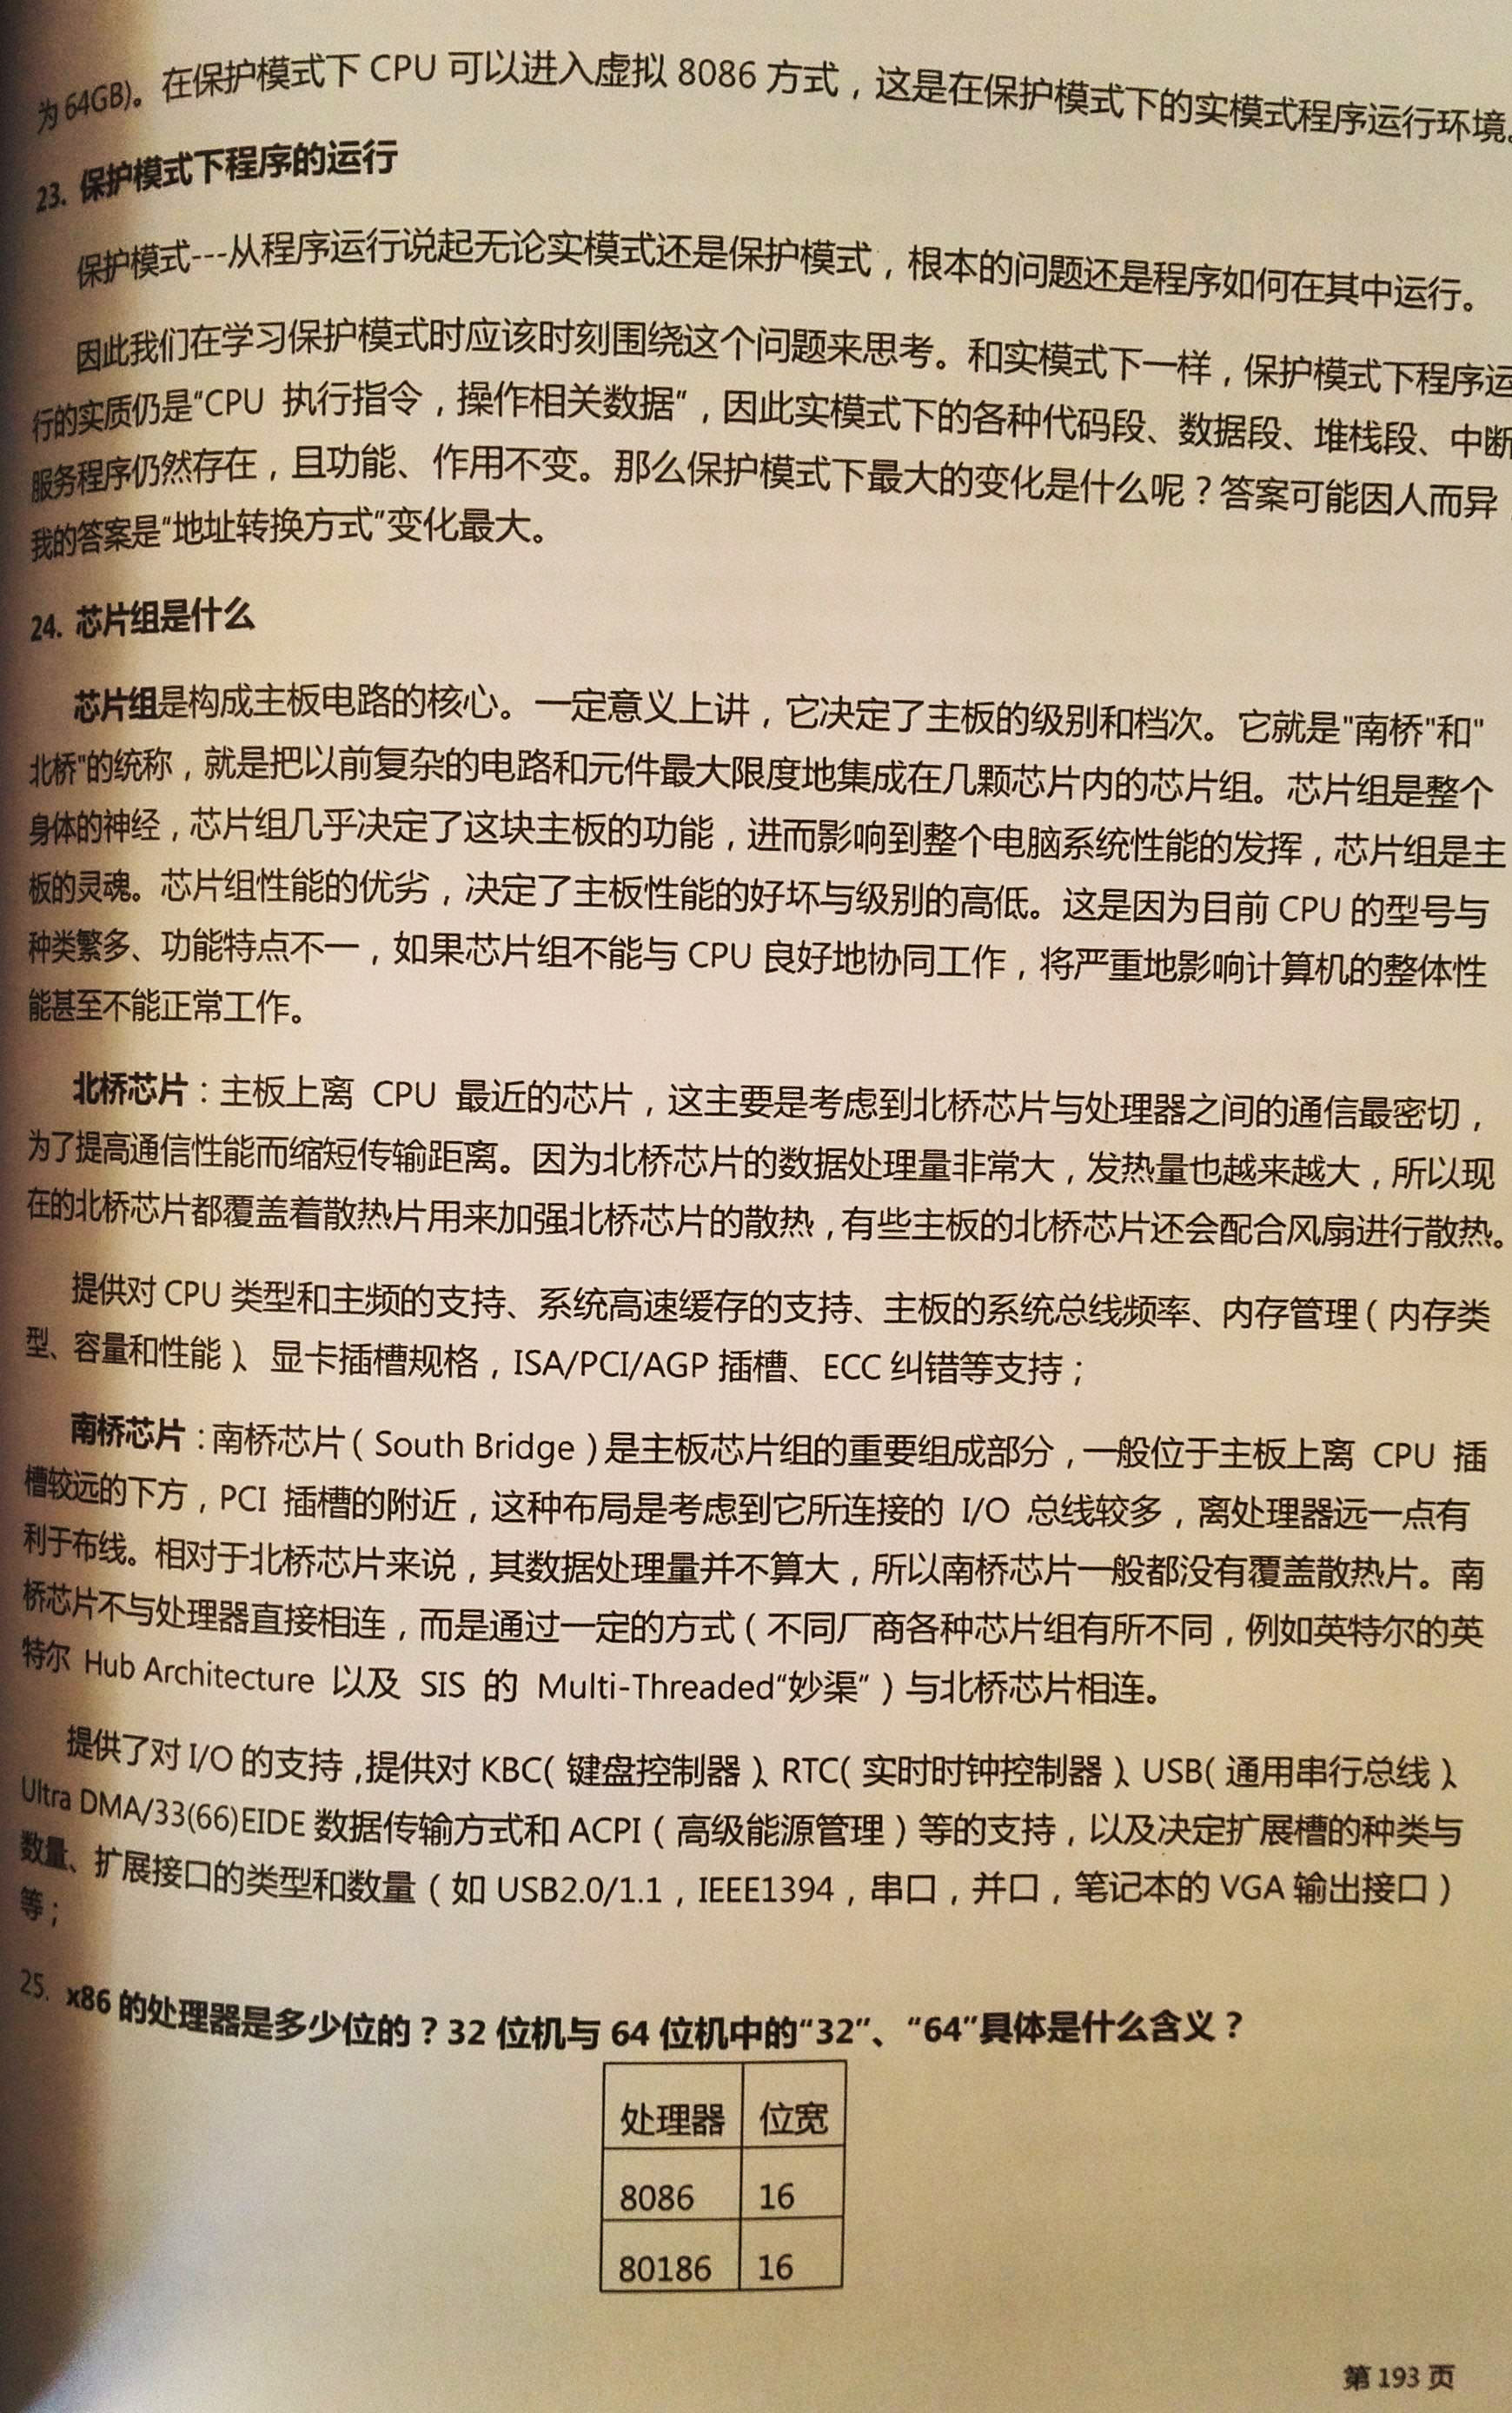 为 64GB)。在保护模式下 CPU 可以进入虚拟 8086 方式，这是在保护模式下的实模式程序运行环境。
23. 保护模式下程序的运行
保护模式---从程序运行说起无论实模式还是保护模式，根本的问题还是程序如何在其中运行。
因此我们在学习保护模式时应该时刻围绕这个问题来思考。和实模式下一样，保护模式下程序运
行的实质仍是“CPU 执行指令，操作相关数据”，因此实模式下的各种代码段、数据段、堆栈段、中断
服务程序仍然存在，且功能、作用不变。那么保护模式下最大的变化是什么呢？答案可能因人而异
我的答案是“地址转换方式”变化最大。
24. 芯片组是什么
芯片组是构成主板电路的核心。一定意义上讲，它决定了主板的级别和档次。它就是"南桥"和"
北桥"的统称，就是把以前复杂的电路和元件最大限度地集成在几颗芯片内的芯片组。芯片组是整个
身体的神经，芯片组几乎决定了这块主板的功能，进而影响到整个电脑系统性能的发挥，芯片组是主
板的灵魂。芯片组性能的优劣，决定了主板性能的好坏与级别的高低。这是因为目前 CPU 的型号与
种类繁多、功能特点不一，如果芯片组不能与 CPU 良好地协同工作，将严重地影响计算机的整体性
能甚至不能正常工作。
北桥芯片：主板上离 CPU 最近的芯片，这主要是考虑到北桥芯片与处理器之间的通信最密切，
为了提高通信性能而缩短传输距离。因为北桥芯片的数据处理量非常大，发热量也越来越大，所以现
在的北桥芯片都覆盖着散热片用来加强北桥芯片的散热，有些主板的北桥芯片还会配合风扇进行散热。
提供对 CPU 类型和主频的支持、系统高速缓存的支持、主板的系统总线频率、内存管理（内存类
型、容量和性能）、显卡插槽规格，ISA/PCI/AGP 插槽、ECC 纠错等支持；
南桥芯片：南桥芯片（South Bridge）是主板芯片组的重要组成部分，一般位于主板上离 CPU 插
槽较远的下方，PCI 插槽的附近，这种布局是考虑到它所连接的 I/O 总线较多，离处理器远一点有
利于布线。相对于北桥芯片来说，其数据处理量并不算大，所以南桥芯片一般都没有覆盖散热片。南
桥芯片不与处理器直接相连，而是通过一定的方式（不同厂商各种芯片组有所不同，例如英特尔的英
特尔 Hub Architecture 以及 SIS 的 Multi-Threaded“妙渠”）与北桥芯片相连。
提供了对 I/O 的支持，提供对 KBC（键盘控制器）、RTC（实时时钟控制器）、USB（通用串行总线）、
Ultra DMA/33(66)EIDE 数据传输方式和 ACPI（高级能源管理）等的支持，以及决定扩展槽的种类与
数量、扩展接口的类型和数量（如 USB2.0/1.1，IEEE1394，串口，并口，笔记本的 VGA 输出接口）
等；
25. x86 的处理器是多少位的？32 位机与 64 位机中的“32”、“64”具体是什么含义？
处理器 位宽
8086 16
80186 16
第 193 页